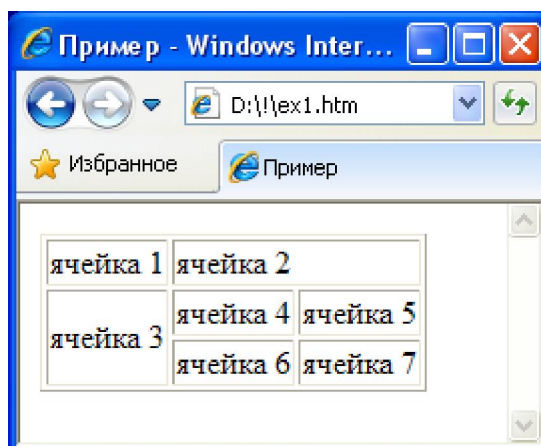 Пример - Windows Inter...
D:\!\ex1.htm
Избранное
Пример
ячейка 1 ячейка 2
ячейка 3
ячейка 4 ячейка 5
ячейка 6 ячейка 7